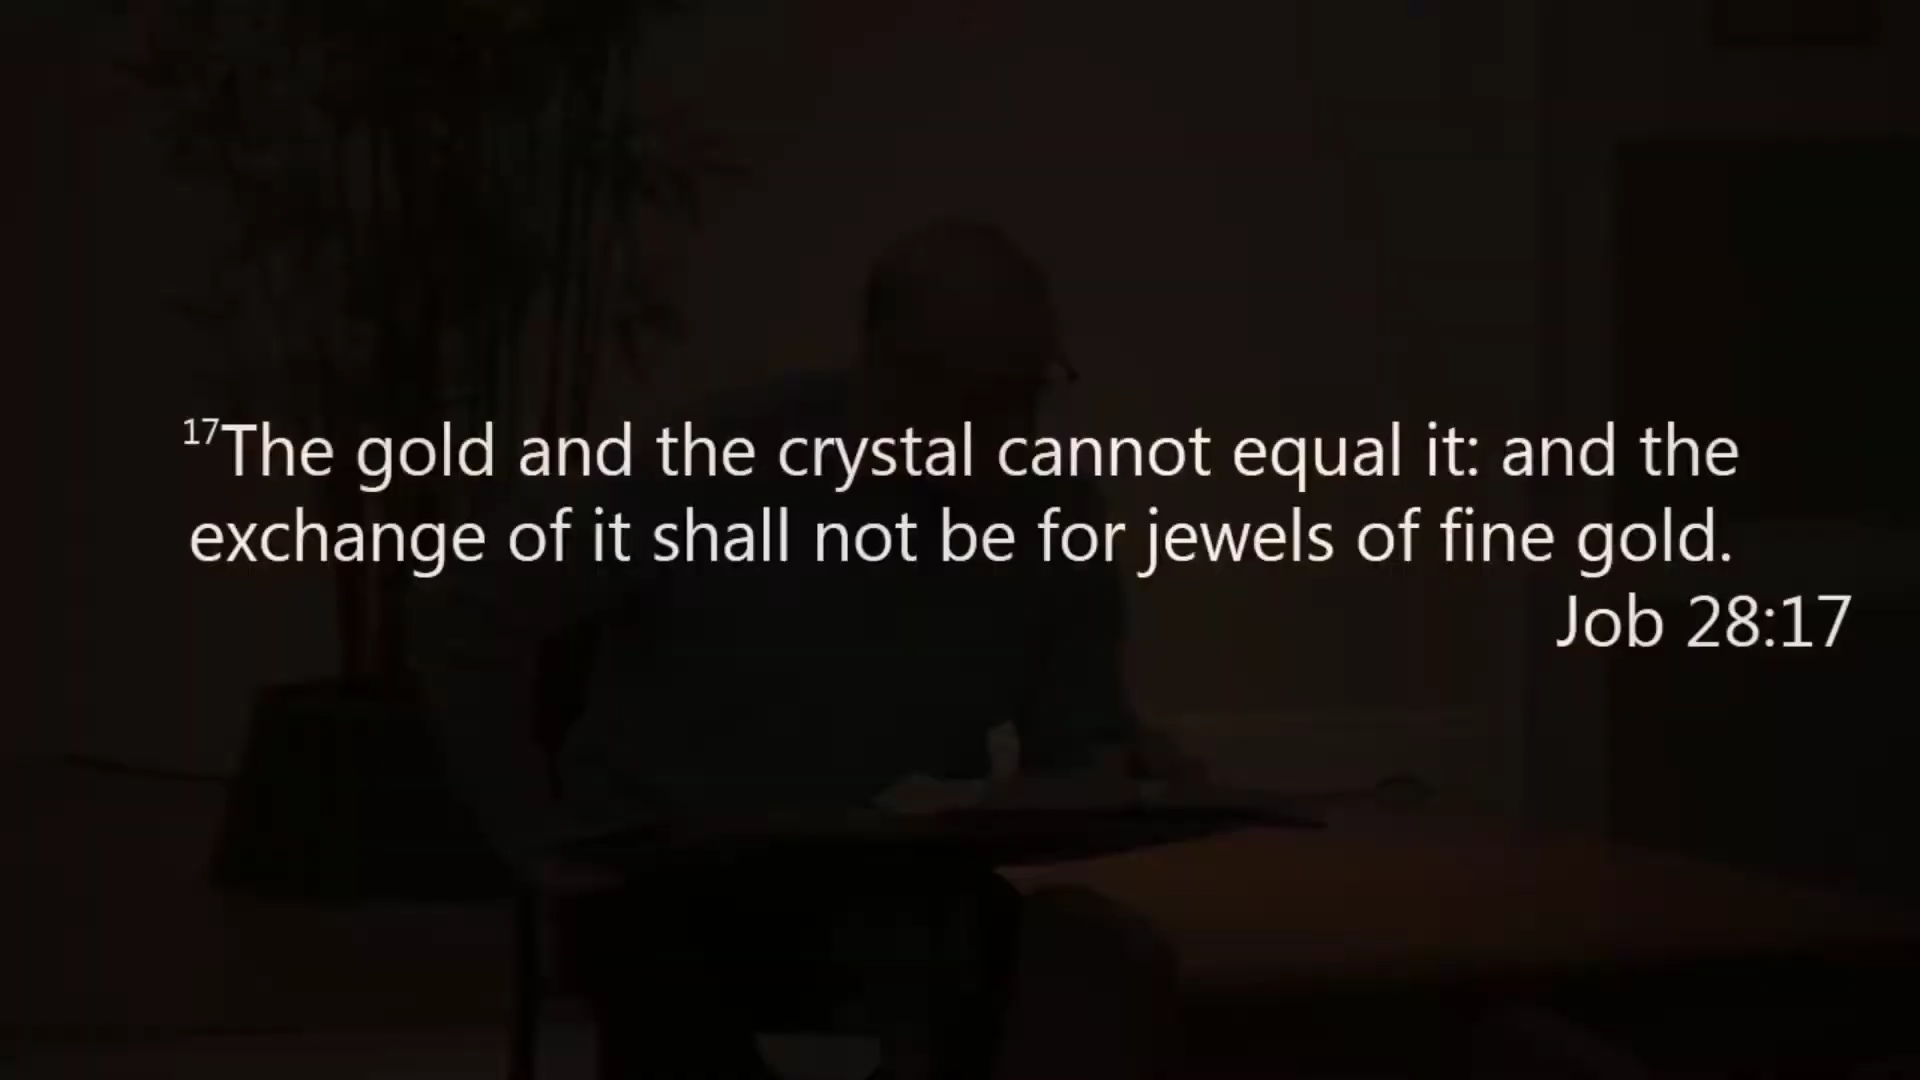 17The gold and the crystal cannot equal it: and the
exchange of it shall not be for jewels of fine gold.
Job 28:17